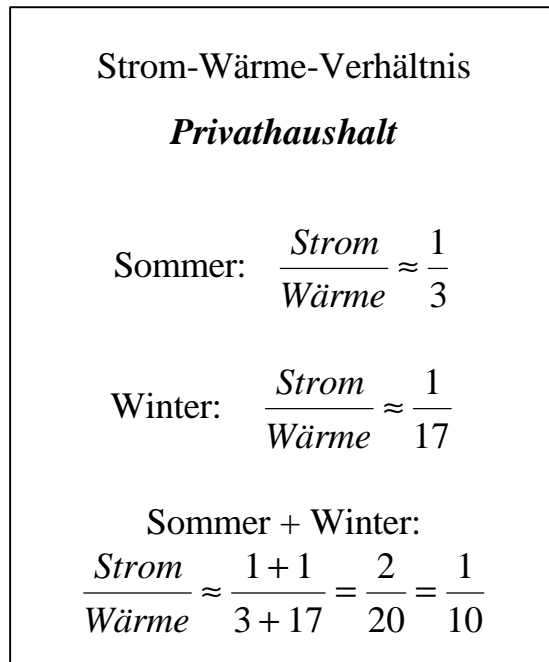 Strom-Wärme-Verhältnis
Privathaushalt
Sommer: Strom/Wärme ≈ 1/3
Winter: Strom/Wärme ≈ 1/17
Sommer + Winter:
Strom/Wärme ≈ (1 + 1)/(3 + 17) = 2/20 = 1/10